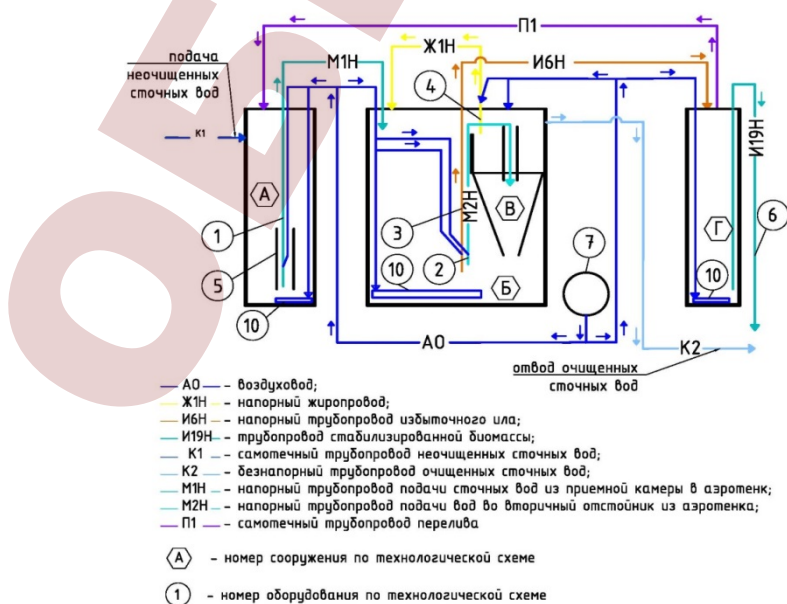 П1
подача
неочищенных
сточных вод
М1Н
Ж1Н
И6Н
4
К1
И19Н
А
1
5
10
М2Н
3
2
10
В
Б
7
Г
10
6
АО
К2
отвод очищенных
сточных вод
АО - воздуховод;
Ж1Н - напорный жиропровод;
И6Н - напорный трубопровод избыточного ила;
И19Н - трубопровод стабилизированной биомассы;
К1 - самотечный трубопровод неочищенных сточных вод;
К2 - безнапорный трубопровод очищенных сточных вод;
М1Н - напорный трубопровод подачи сточных вод из приемной камеры в аэротенк;
М2Н - напорный трубопровод подачи вод во вторичный отстойник из аэротенка;
П1 - самотечный трубопровод перелива
А - номер сооружения по технологической схеме
1 - номер оборудования по технологической схеме